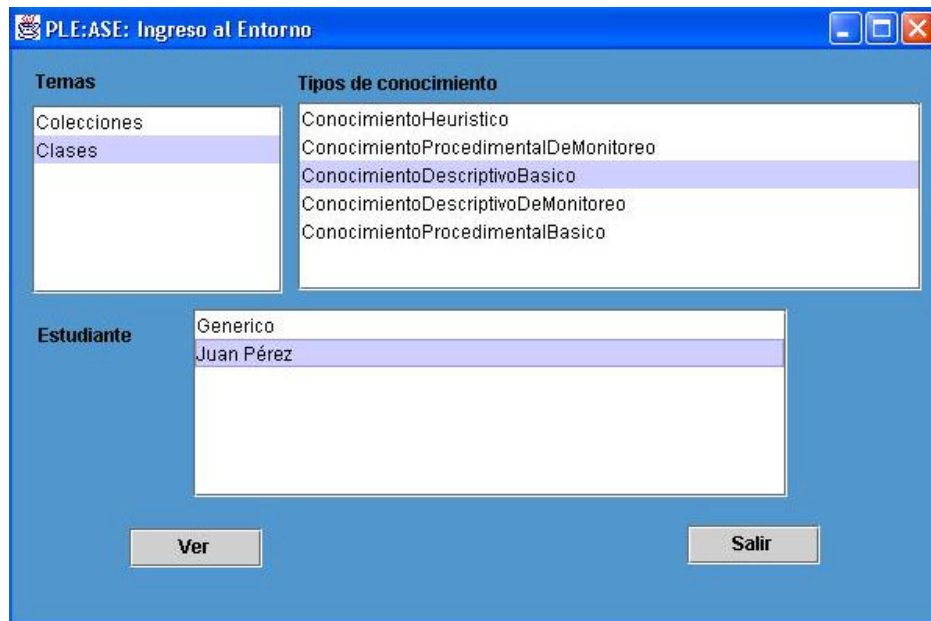 PLE:ASE: Ingreso al Entorno
Temas
Tipos de conocimiento
Colecciones
Clases
ConocimientoHeuristico
ConocimientoProcedimentalDeMonitoreo
ConocimientoDescriptivoBasico
ConocimientoDescriptivoDeMonitoreo
ConocimientoProcedimentalBasico
Estudiante
Generico
Juan Pérez
Ver
Salir